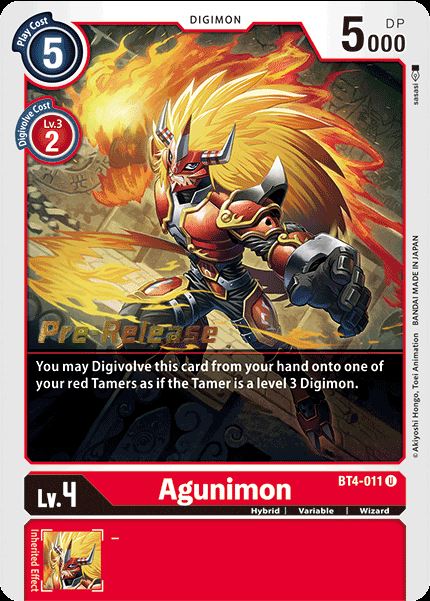 Play Cost
5
DIGIMON
DP
5000
Digivolve Cost
Lv.3
2
sasasi
© Akiyoshi Hongo, Toei Animation BANDAI MADE IN JAPAN
Pre-Release
You may Digivolve this card from your hand onto one of
your red Tamers as if the Tamer is a level 3 Digimon.
Lv.4
Agunimon
BT4-011 U
Hybrid | Variable | Wizard
Inherited Effect
–